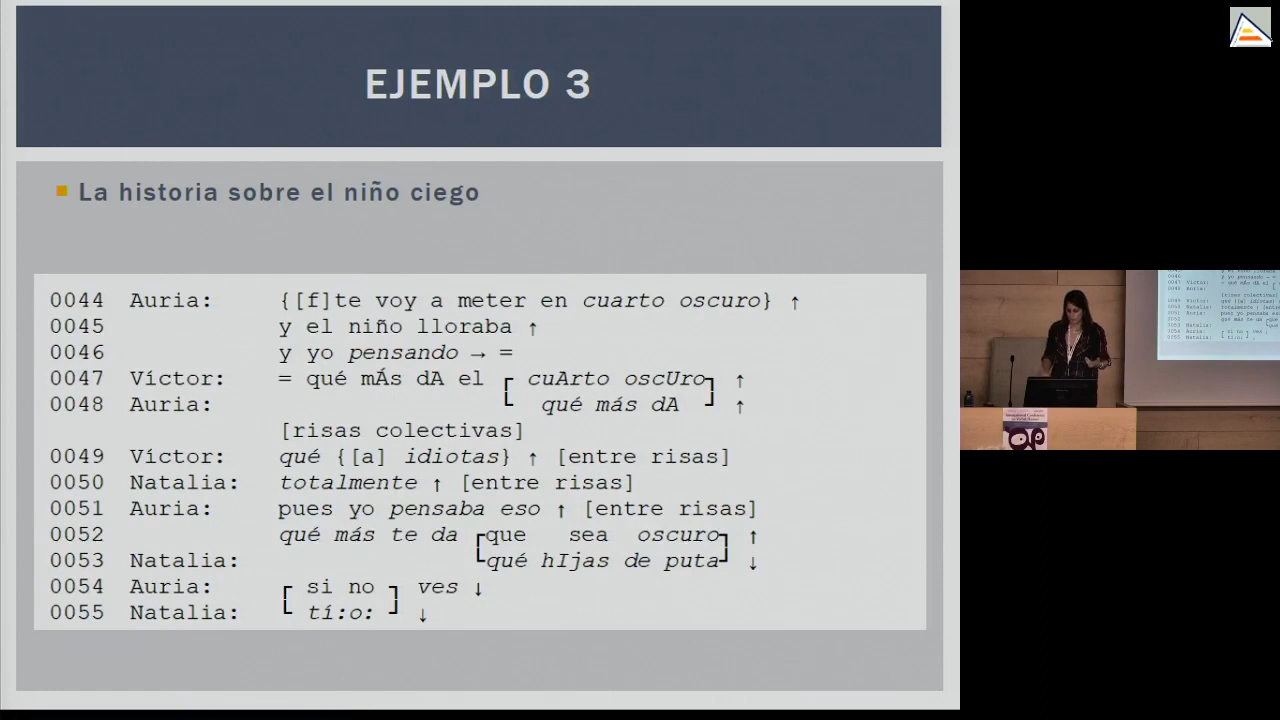 EJEMPLO 3
La historia sobre el niño ciego
0044 Auria: {[f]te voy a meter en cuarto oscuro} ↑
0045 y el niño lloraba ↑
0046 y yo pensando → =
0047 Víctor: = qué mÁs dA el [ cuArto oscUro ] ↑
0048 Auria: [ qué más dA ] ↑
[risas colectivas]
0049 Víctor: qué {[a] idiotas} ↑ [entre risas]
0050 Natalia: totalmente ↑ [entre risas]
0051 Auria: pues yo pensaba eso ↑ [entre risas]
0052 qué más te da [que sea oscuro] ↑
0053 Natalia: [qué hIjas de puta] ↓
0054 Auria: [ si no ] ves ↓
0055 Natalia: [ tí:o: ] ↓